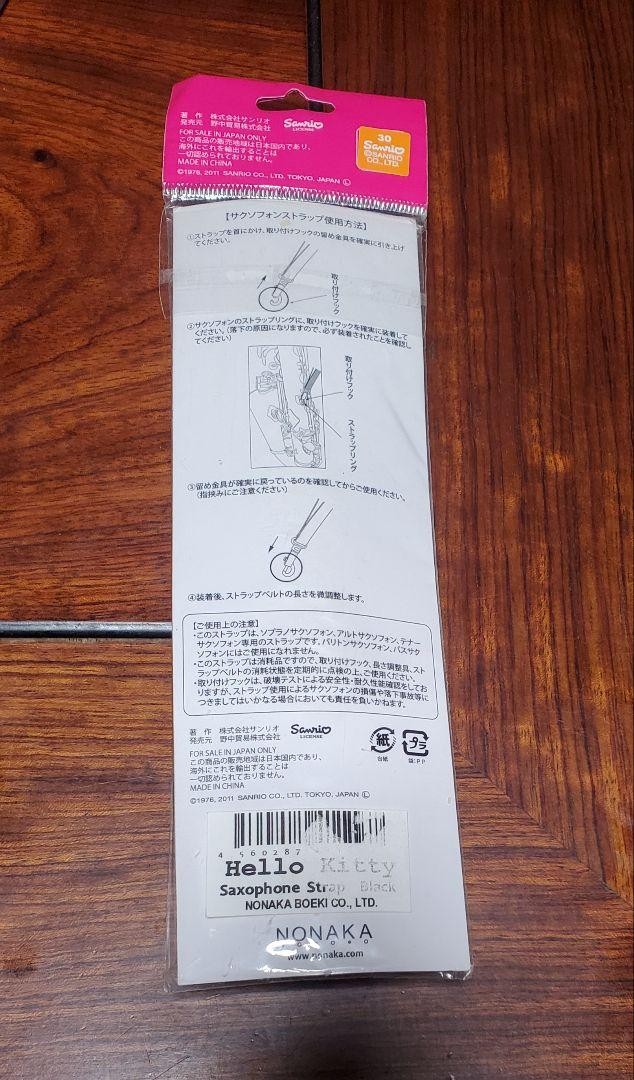 著 作 株式会社サンリオ
発売元 野中貿易株式会社
Sanrio
LICENSE
FOR SALE IN JAPAN ONLY
この商品の販売地域は日本国内であり、
海外にこれを輸出することは
一切認められておりません。
MADE IN CHINA
©1976, 2011 SANRIO CO., LTD. TOKYO, JAPAN Ⓛ
30
Sanrio
©SANRIO
CO., LTD.
【サクソフォンストラップ使用方法】
①ストラップを首にかけ、取り付けフックの留め金具を確実に引き上げ
てください。
取り付けフック
②サクソフォンのストラップリングに、取り付けフックを確実に装着して
ください。(落下の原因になりますので、必ず装着されたことを確認し
てください)
取り付けフック
ストラップリング
③留め金具が確実に戻っているのを確認してからご使用ください。
(指挟みにご注意ください)
④装着後、ストラップベルトの長さを微調整します。
【ご使用上の注意】
・このストラップは、ソプラノサクソフォン、アルトサクソフォン、テナー
サクソフォン専用のストラップです。バリトンサクソフォン、バスサク
ソフォンにはご使用になれません。
・このストラップは消耗品ですので、取り付けフック、長さ調整具、スト
ラップベルトの消耗状態を定期的に点検の上、ご使用ください。
・取り付けフックは、破壊テストによる安全性・耐久性能確認をしてお
りますが、ストラップ使用によるサクソフォンの損傷や落下事故等に
つきましてはいかなる場合においても責任を負いかねます。
著 作 株式会社サンリオ
発売元 野中貿易株式会社
Sanrio
LICENSE
FOR SALE IN JAPAN ONLY
この商品の販売地域は日本国内であり、
海外にこれを輸出することは
一切認められておりません。
MADE IN CHINA
©1976, 2011 SANRIO CO., LTD. TOKYO, JAPAN Ⓛ
紙
台紙
プラ
袋:PP
4 560287
Hello Kitty
Saxophone Strap Black
NONAKA BOEKI CO., LTD.
NONAKA
www.nonaka.com